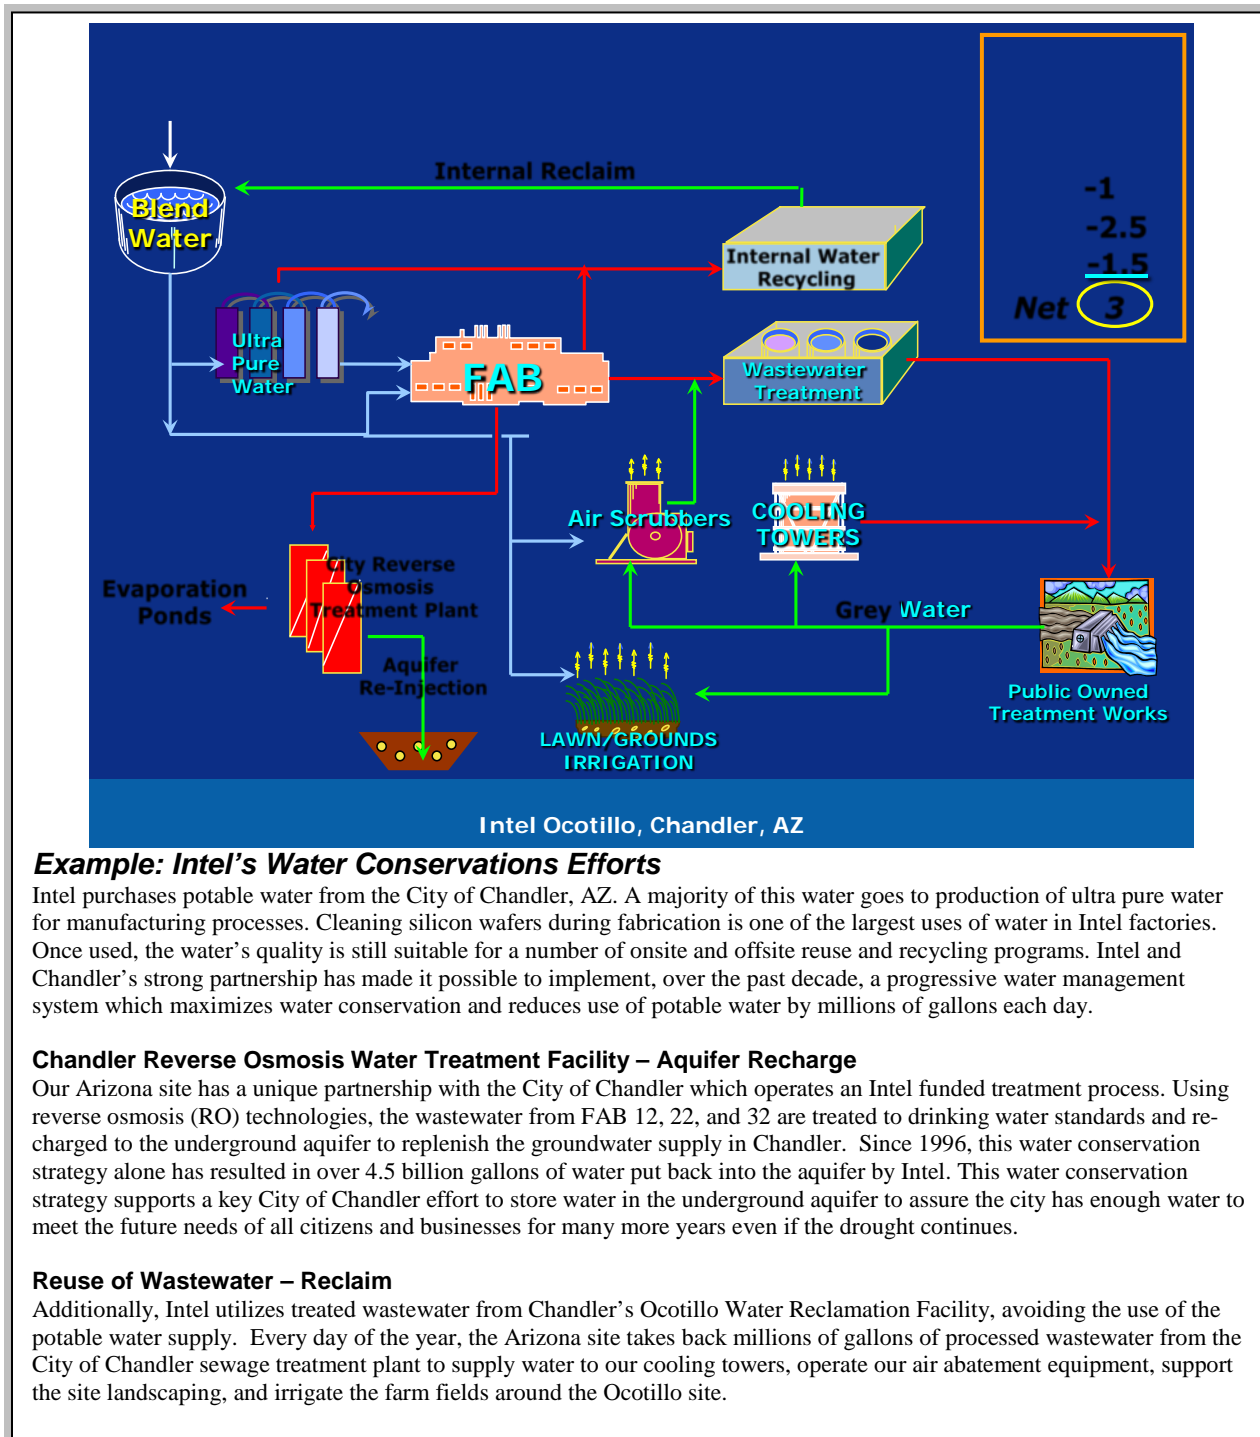 Internal Reclaim
Blend
Water
Internal Water
Recycling
-1
-2.5
-1.5
Net 3
Ultra
Pure
Water
FAB
Wastewater
Treatment
Air Scrubbers
COOLING
TOWERS
City Reverse
Osmosis
Treatment Plant
Evaporation
Ponds
Grey Water
Aquifer
Re-Injection
Public Owned
Treatment Works
LAWN/GROUNDS
IRRIGATION
Intel Ocotillo, Chandler, AZ
Example: Intel’s Water Conservations Efforts
Intel purchases potable water from the City of Chandler, AZ. A majority of this water goes to production of ultra pure water
for manufacturing processes. Cleaning silicon wafers during fabrication is one of the largest uses of water in Intel factories.
Once used, the water’s quality is still suitable for a number of onsite and offsite reuse and recycling programs. Intel and
Chandler’s strong partnership has made it possible to implement, over the past decade, a progressive water management
system which maximizes water conservation and reduces use of potable water by millions of gallons each day.
Chandler Reverse Osmosis Water Treatment Facility – Aquifer Recharge
Our Arizona site has a unique partnership with the City of Chandler which operates an Intel funded treatment process. Using
reverse osmosis (RO) technologies, the wastewater from FAB 12, 22, and 32 are treated to drinking water standards and re-
charged to the underground aquifer to replenish the groundwater supply in Chandler.  Since 1996, this water conservation
strategy alone has resulted in over 4.5 billion gallons of water put back into the aquifer by Intel. This water conservation
strategy supports a key City of Chandler effort to store water in the underground aquifer to assure the city has enough water to
meet the future needs of all citizens and businesses for many more years even if the drought continues.
Reuse of Wastewater – Reclaim
Additionally, Intel utilizes treated wastewater from Chandler’s Ocotillo Water Reclamation Facility, avoiding the use of the
potable water supply.  Every day of the year, the Arizona site takes back millions of gallons of processed wastewater from the
City of Chandler sewage treatment plant to supply water to our cooling towers, operate our air abatement equipment, support
the site landscaping, and irrigate the farm fields around the Ocotillo site.